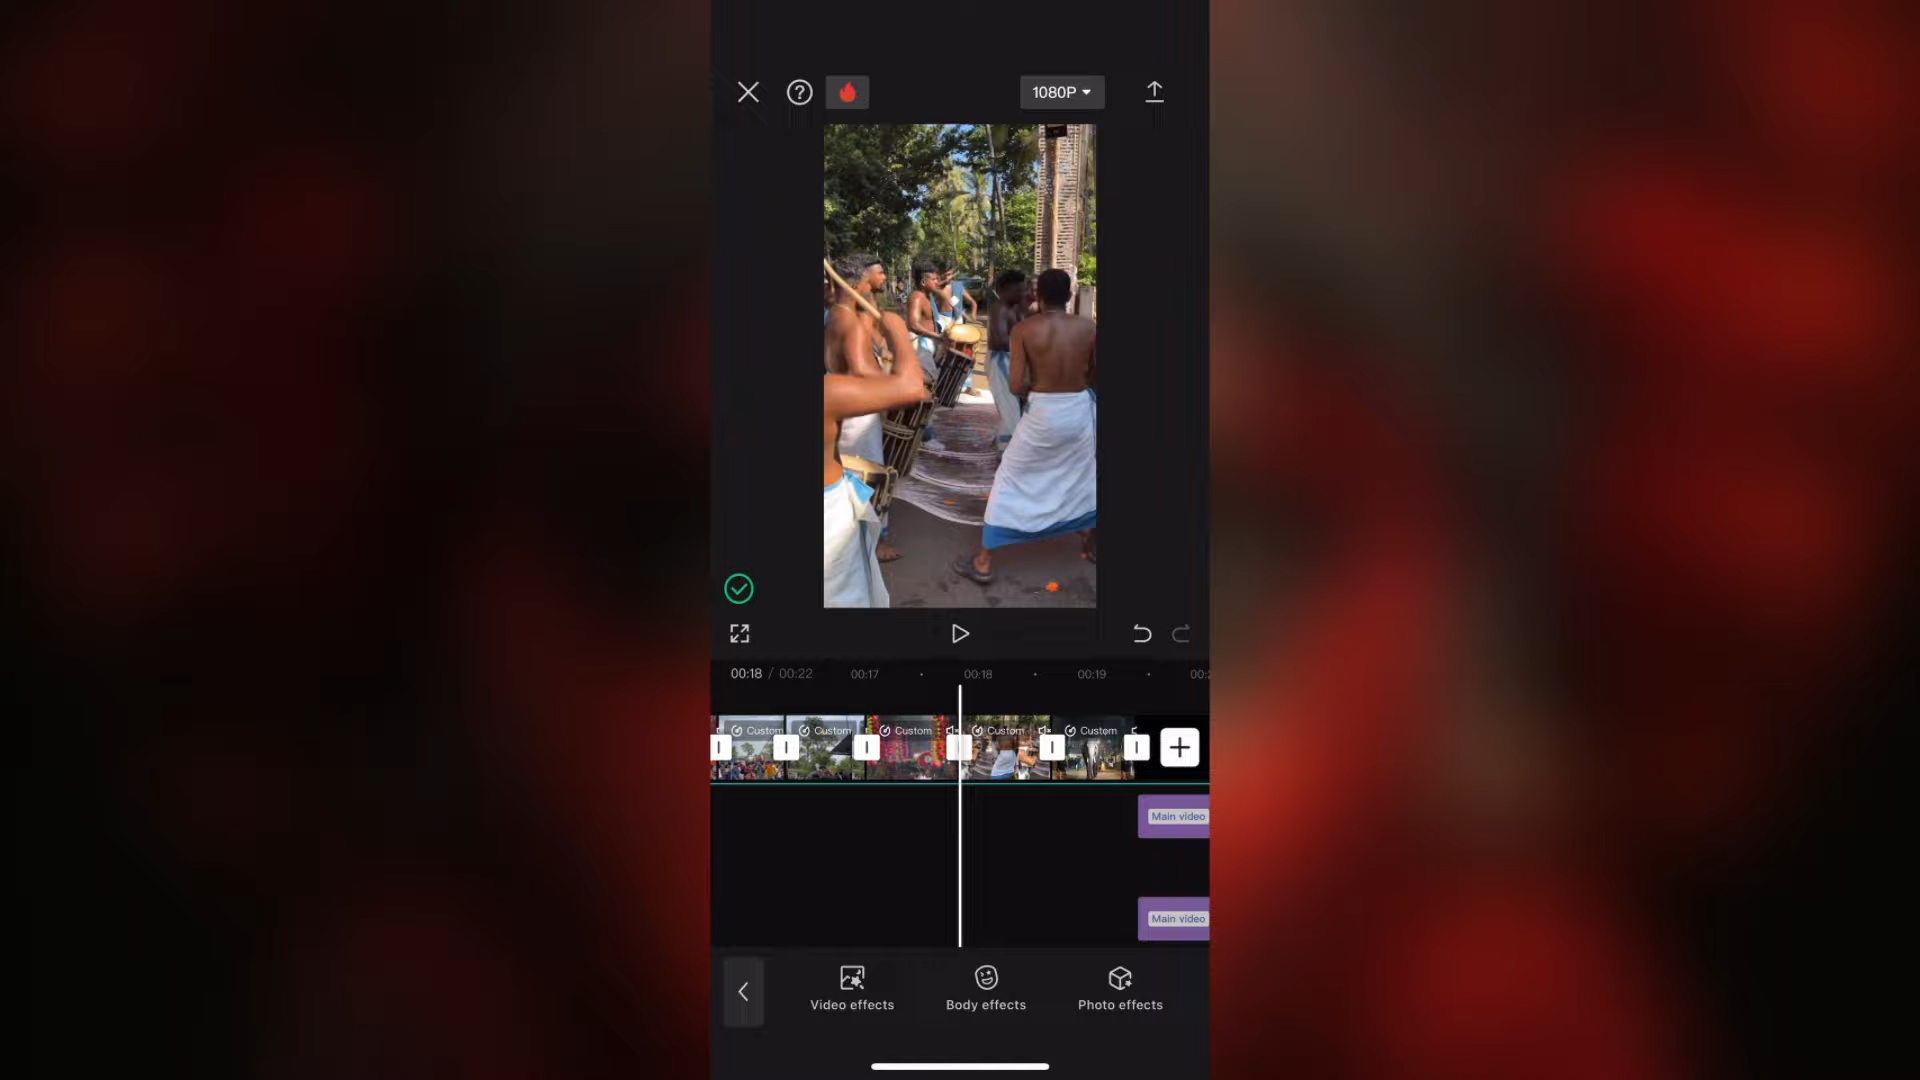 1080P
00:18 / 00:22 00:17 00:18 00:19
Custom Custom Custom Custom Custom
Main video
Main video
Video effects Body effects Photo effects